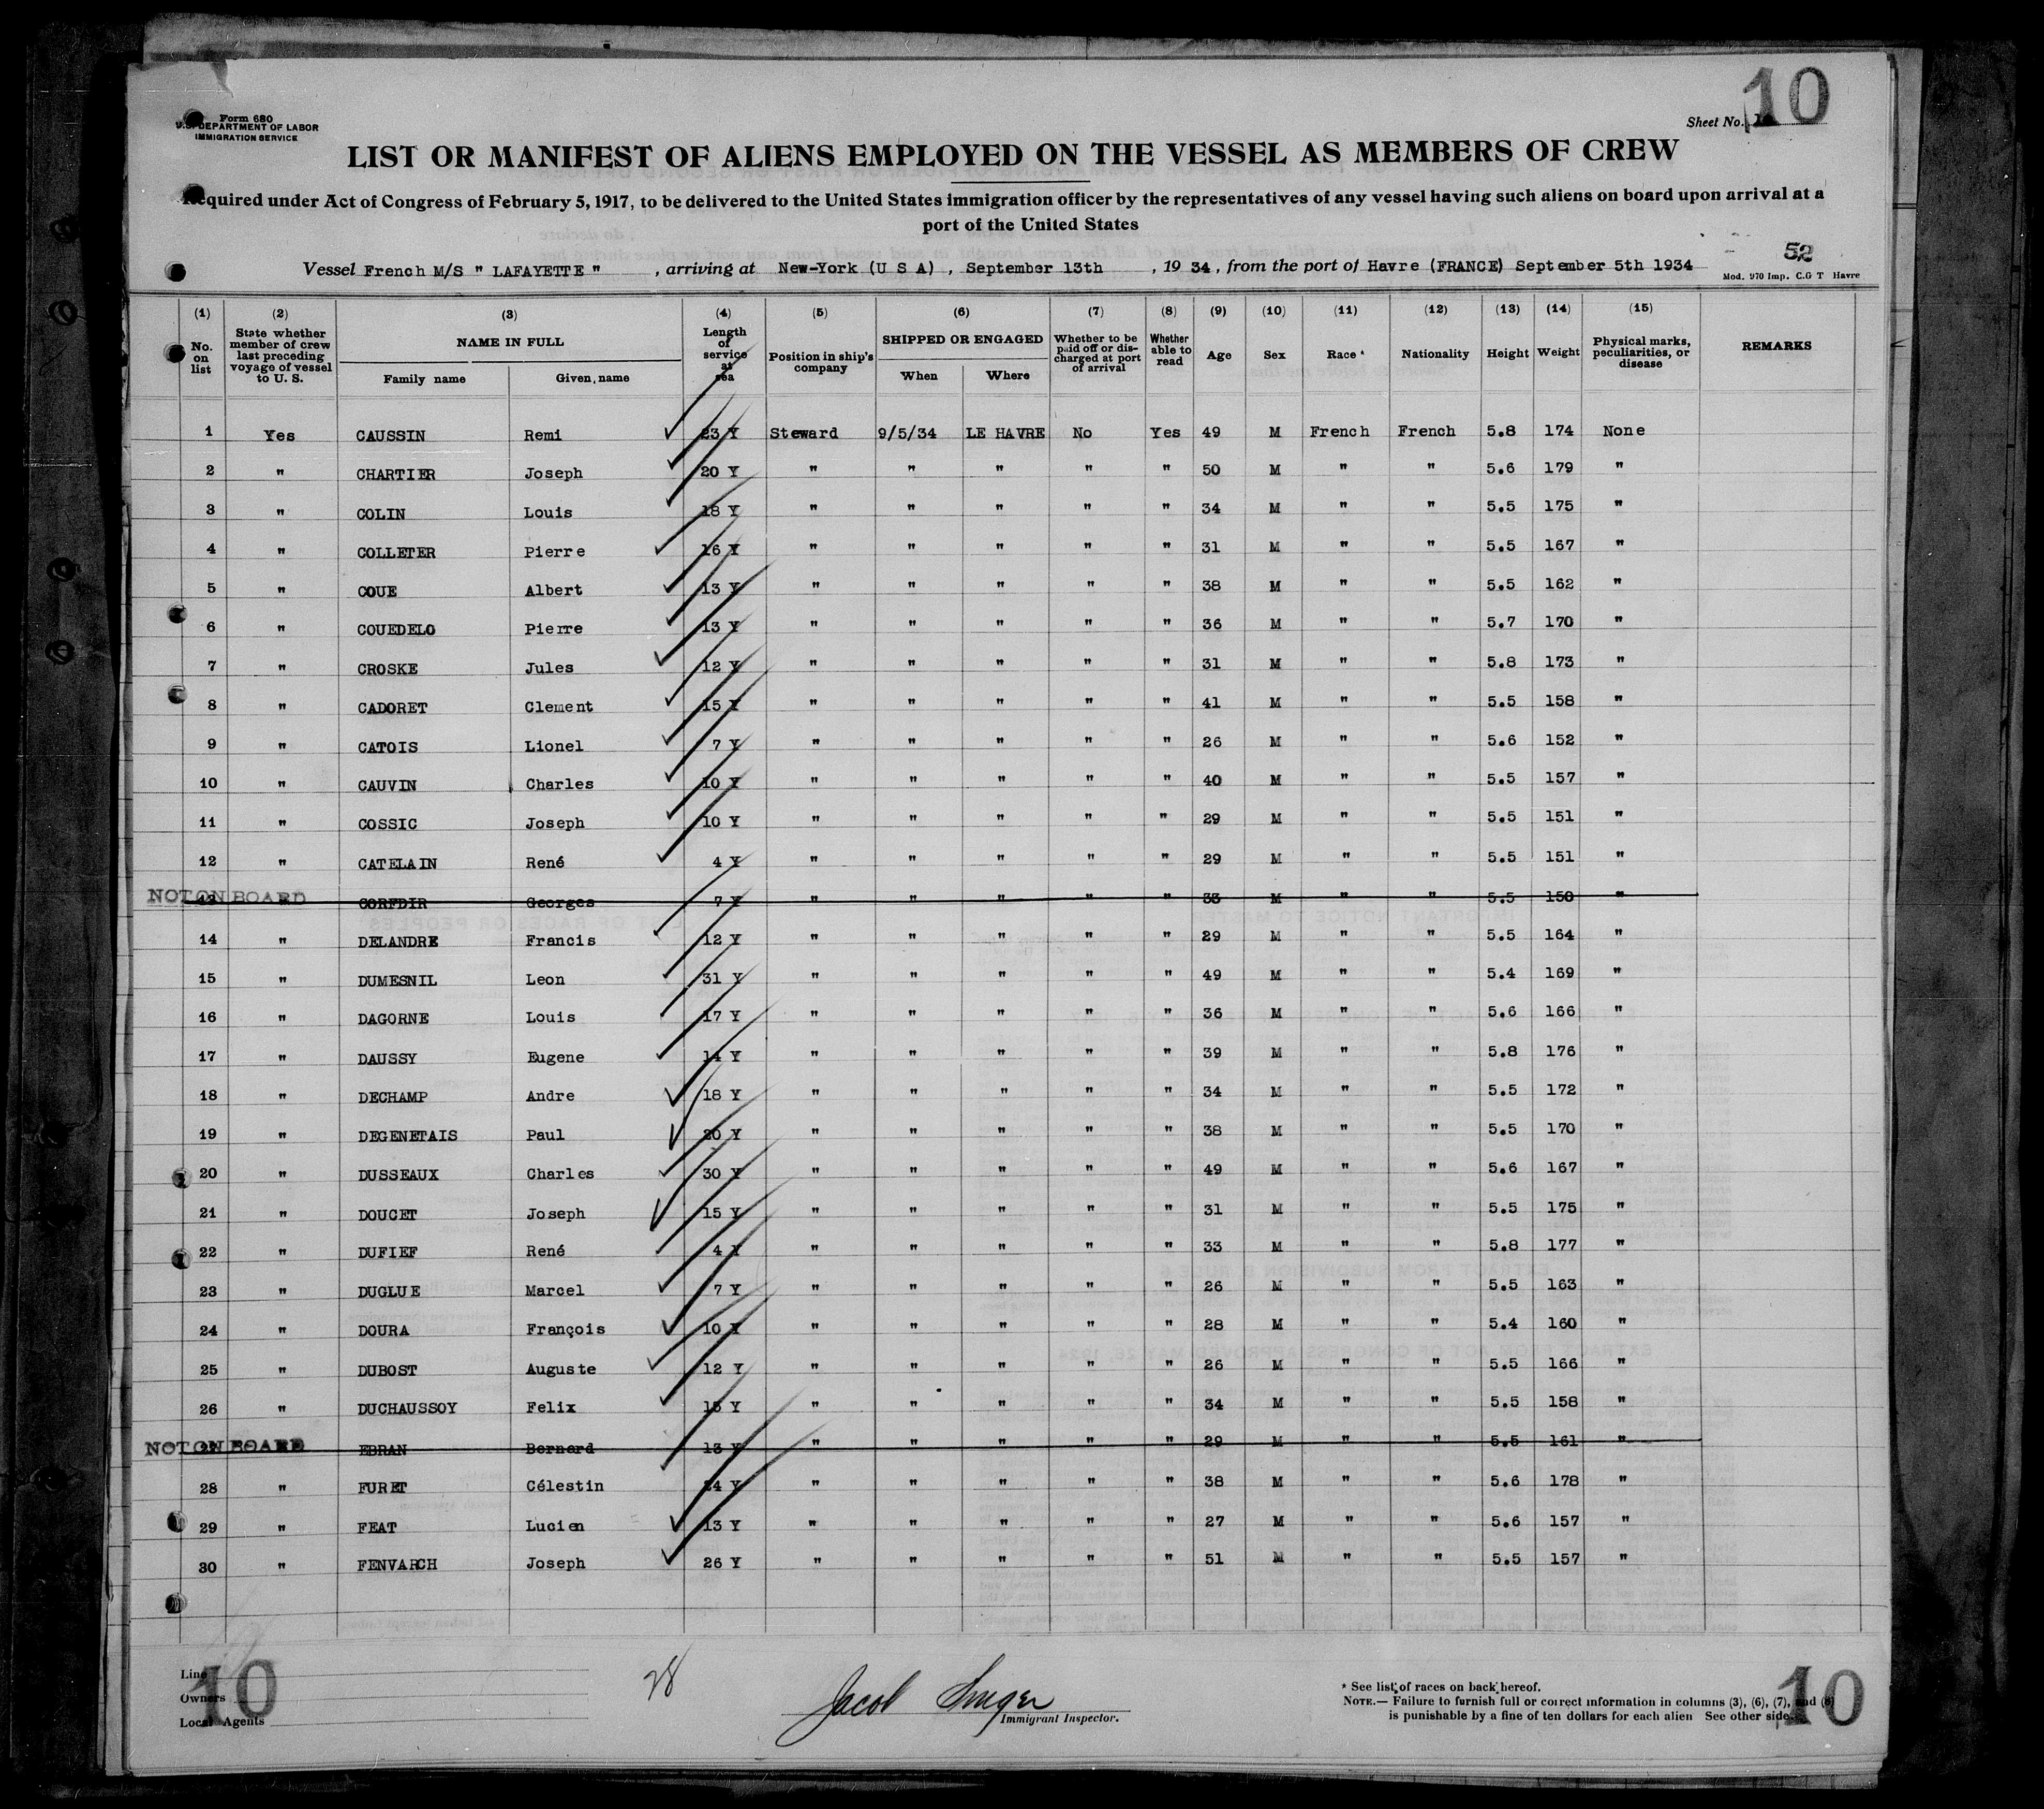 10
Form 680
U.S. DEPARTMENT OF LABOR
IMMIGRATION SERVICE
Sheet No.
LIST OR MANIFEST OF ALIENS EMPLOYED ON THE VESSEL AS MEMBERS OF CREW
Required under Act of Congress of February 5, 1917, to be delivered to the United States immigration officer by the representatives of any vessel having such aliens on board upon arrival at a
port of the United States
52
Vessel French M/S " LAFAYETTE " , arriving at New-York (U S A) , September 13th , 19 34 , from the port of Havre (FRANCE) September 5th 1934
Mod. 970 Imp. C.G T Havre
(1) (2) (3) (4) (5) (6) (7) (8) (9) (10) (11) (12) (13) (14) (15)
No. on list State whether member of crew last preceding voyage of vessel to U. S. NAME IN FULL Family name Given name Length of service at sea Position in ship's company SHIPPED OR ENGAGED When Where Whether to be paid off or discharged at port of arrival Whether able to read Age Sex Race * Nationality Height Weight Physical marks, peculiarities, or disease REMARKS
1 Yes CAUSSIN Remi 23 Y Steward 9/5/34 LE HAVRE No Yes 49 M French French 5.8 174 None
2 " CHARTIER Joseph 20 Y " " " " " 50 M " " 5.6 179 "
3 " COLIN Louis 18 Y " " " " " 34 M " " 5.5 175 "
4 " COLLETER Pierre 16 Y " " " " " 31 M " " 5.5 167 "
5 " COUE Albert 13 Y " " " " " 38 M " " 5.5 162 "
6 " COUEDELO Pierre 13 Y " " " " " 36 M " " 5.7 170 "
7 " CROSKE Jules 12 Y " " " " " 31 M " " 5.8 173 "
8 " CADORET Clement 15 Y " " " " " 41 M " " 5.5 158 "
9 " CATOIS Lionel 7 Y " " " " " 26 M " " 5.6 152 "
10 " CAUVIN Charles 10 Y " " " " " 40 M " " 5.5 157 "
11 " COSSIC Joseph 10 Y " " " " " 29 M " " 5.5 151 "
12 " CATELAIN René 4 Y " " " " " 29 M " " 5.5 151 "
NOT ON BOARD 13 " CORFDIR Georges 7 Y " " " " " 33 M " " 5.5 150 "
14 " DELANDRE Francis 12 Y " " " " " 29 M " " 5.5 164 "
15 " DUMESNIL Leon 31 Y " " " " " 49 M " " 5.4 169 "
16 " DAGORNE Louis 17 Y " " " " " 36 M " " 5.6 166 "
17 " DAUSSY Eugene 14 Y " " " " " 39 M " " 5.8 176 "
18 " DECHAMP Andre 18 Y " " " " " 34 M " " 5.5 172 "
19 " DEGENETAIS Paul 20 Y " " " " " 38 M " " 5.5 170 "
20 " DUSSEAUX Charles 30 Y " " " " " 49 M " " 5.6 167 "
21 " DOUCET Joseph 15 Y " " " " " 31 M " " 5.5 175 "
22 " DUFIEF René 4 Y " " " " " 33 M " " 5.8 177 "
23 " DUGLUE Marcel 7 Y " " " " " 26 M " " 5.5 163 "
24 " DOURA François 10 Y " " " " " 28 M " " 5.4 160 "
25 " DUBOST Auguste 12 Y " " " " " 26 M " " 5.5 166 "
26 " DUCHAUSSOY Felix 15 Y " " " " " 34 M " " 5.5 158 "
NOT ON BOARD 27 " EBRAN Bernard 13 Y " " " " " 29 M " " 5.5 161 "
28 " FURET Célestin 24 Y " " " " " 38 M " " 5.6 178 "
29 " FEAT Lucien 13 Y " " " " " 27 M " " 5.6 157 "
30 " FENVARCH Joseph 26 Y " " " " " 51 M " " 5.5 157 "
Line
Owners
Local Agents
10
28
Jacob
Immigrant Inspector.
* See list of races on back hereof.
NOTE.— Failure to furnish full or correct information in columns (3), (6), (7), and (8)
is punishable by a fine of ten dollars for each alien See other side.
10